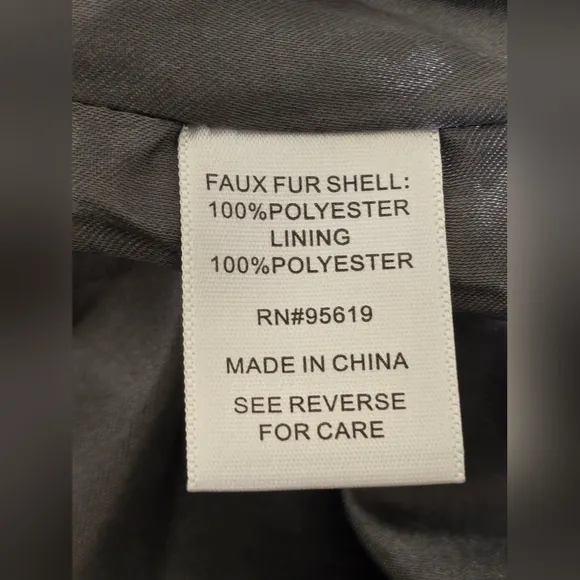 FAUX FUR SHELL:
100%POLYESTER
LINING
100%POLYESTER
RN#95619
MADE IN CHINA
SEE REVERSE
FOR CARE